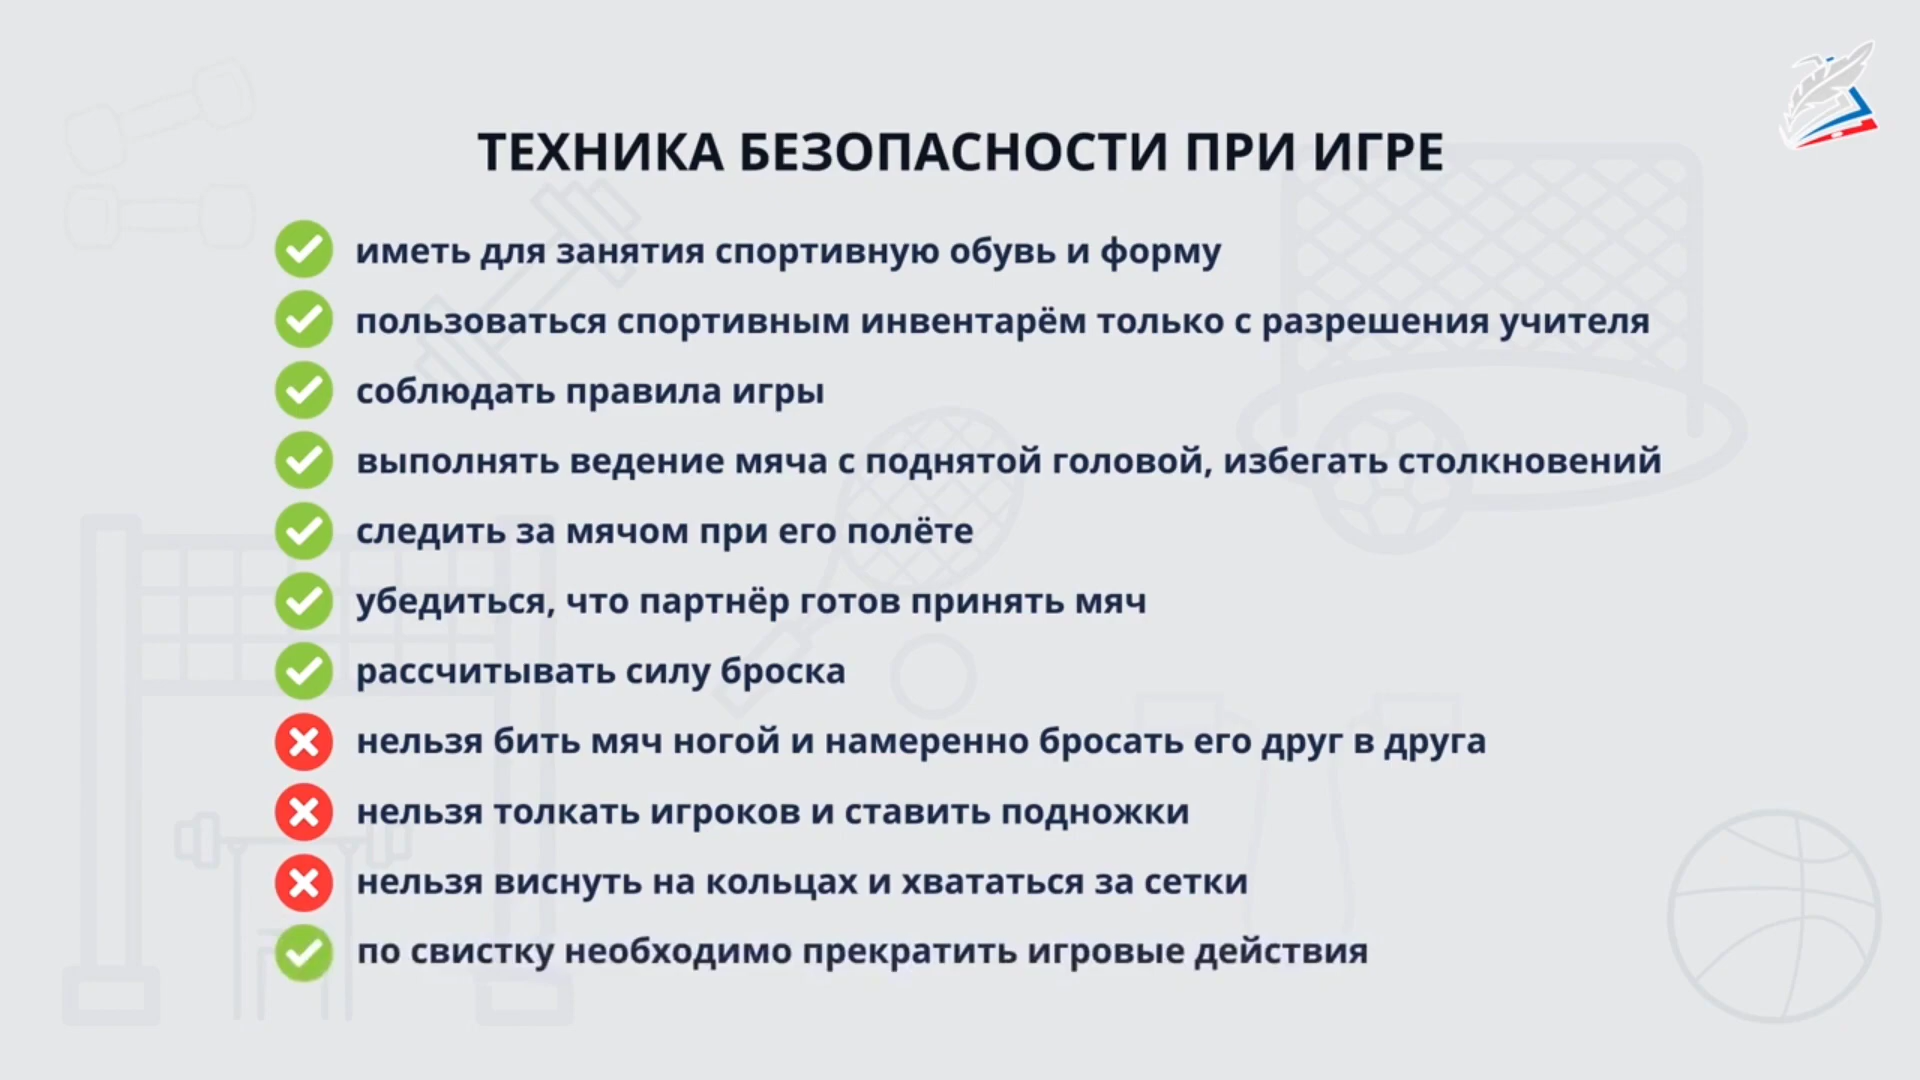 ТЕХНИКА БЕЗОПАСНОСТИ ПРИ ИГРЕ
иметь для занятия спортивную обувь и форму
пользоваться спортивным инвентарём только с разрешения учителя
соблюдать правила игры
выполнять ведение мяча с поднятой головой, избегать столкновений
следить за мячом при его полёте
убедиться, что партнёр готов принять мяч
рассчитывать силу броска
нельзя бить мяч ногой и намеренно бросать его друг в друга
нельзя толкать игроков и ставить подножки
нельзя виснуть на кольцах и хвататься за сетки
по свистку необходимо прекратить игровые действия